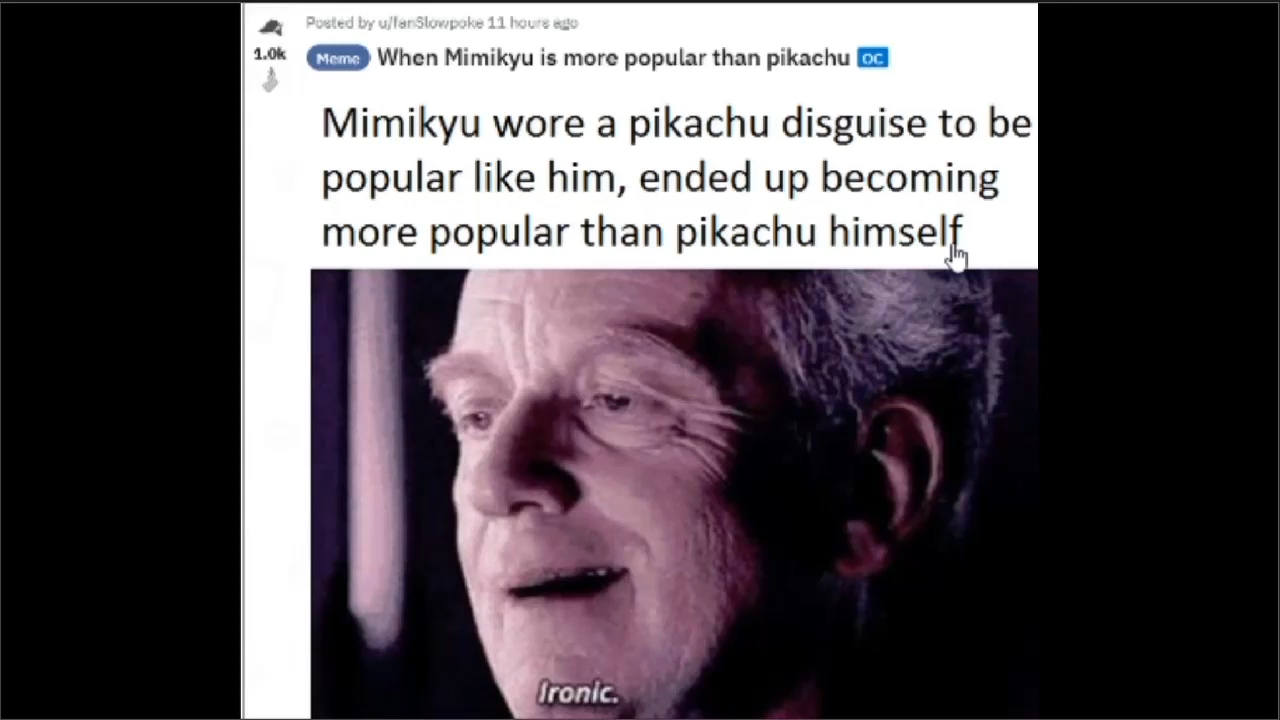 Posted by u/fanSlowpoke 11 hours ago
1.0k
Meme When Mimikyu is more popular than pikachu OC
Mimikyu wore a pikachu disguise to be
popular like him, ended up becoming
more popular than pikachu himself
Ironic.